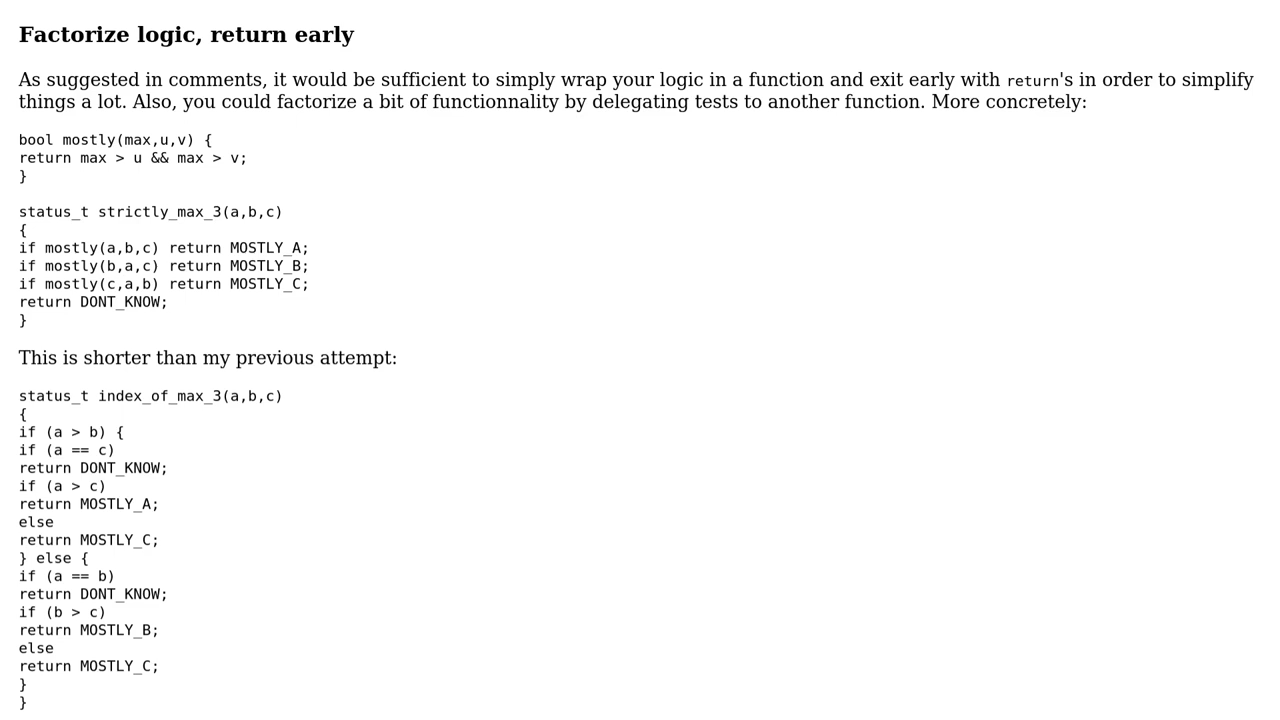 Factorize logic, return early
As suggested in comments, it would be sufficient to simply wrap your logic in a function and exit early with return's in order to simplify
things a lot. Also, you could factorize a bit of functionnality by delegating tests to another function. More concretely:
bool mostly(max,u,v) {
return max > u && max > v;
}
status_t strictly_max_3(a,b,c)
{
if mostly(a,b,c) return MOSTLY_A;
if mostly(b,a,c) return MOSTLY_B;
if mostly(c,a,b) return MOSTLY_C;
return DONT_KNOW;
}
This is shorter than my previous attempt:
status_t index_of_max_3(a,b,c)
{
if (a > b) {
if (a == c)
return DONT_KNOW;
if (a > c)
return MOSTLY_A;
else
return MOSTLY_C;
} else {
if (a == b)
return DONT_KNOW;
if (b > c)
return MOSTLY_B;
else
return MOSTLY_C;
}
}